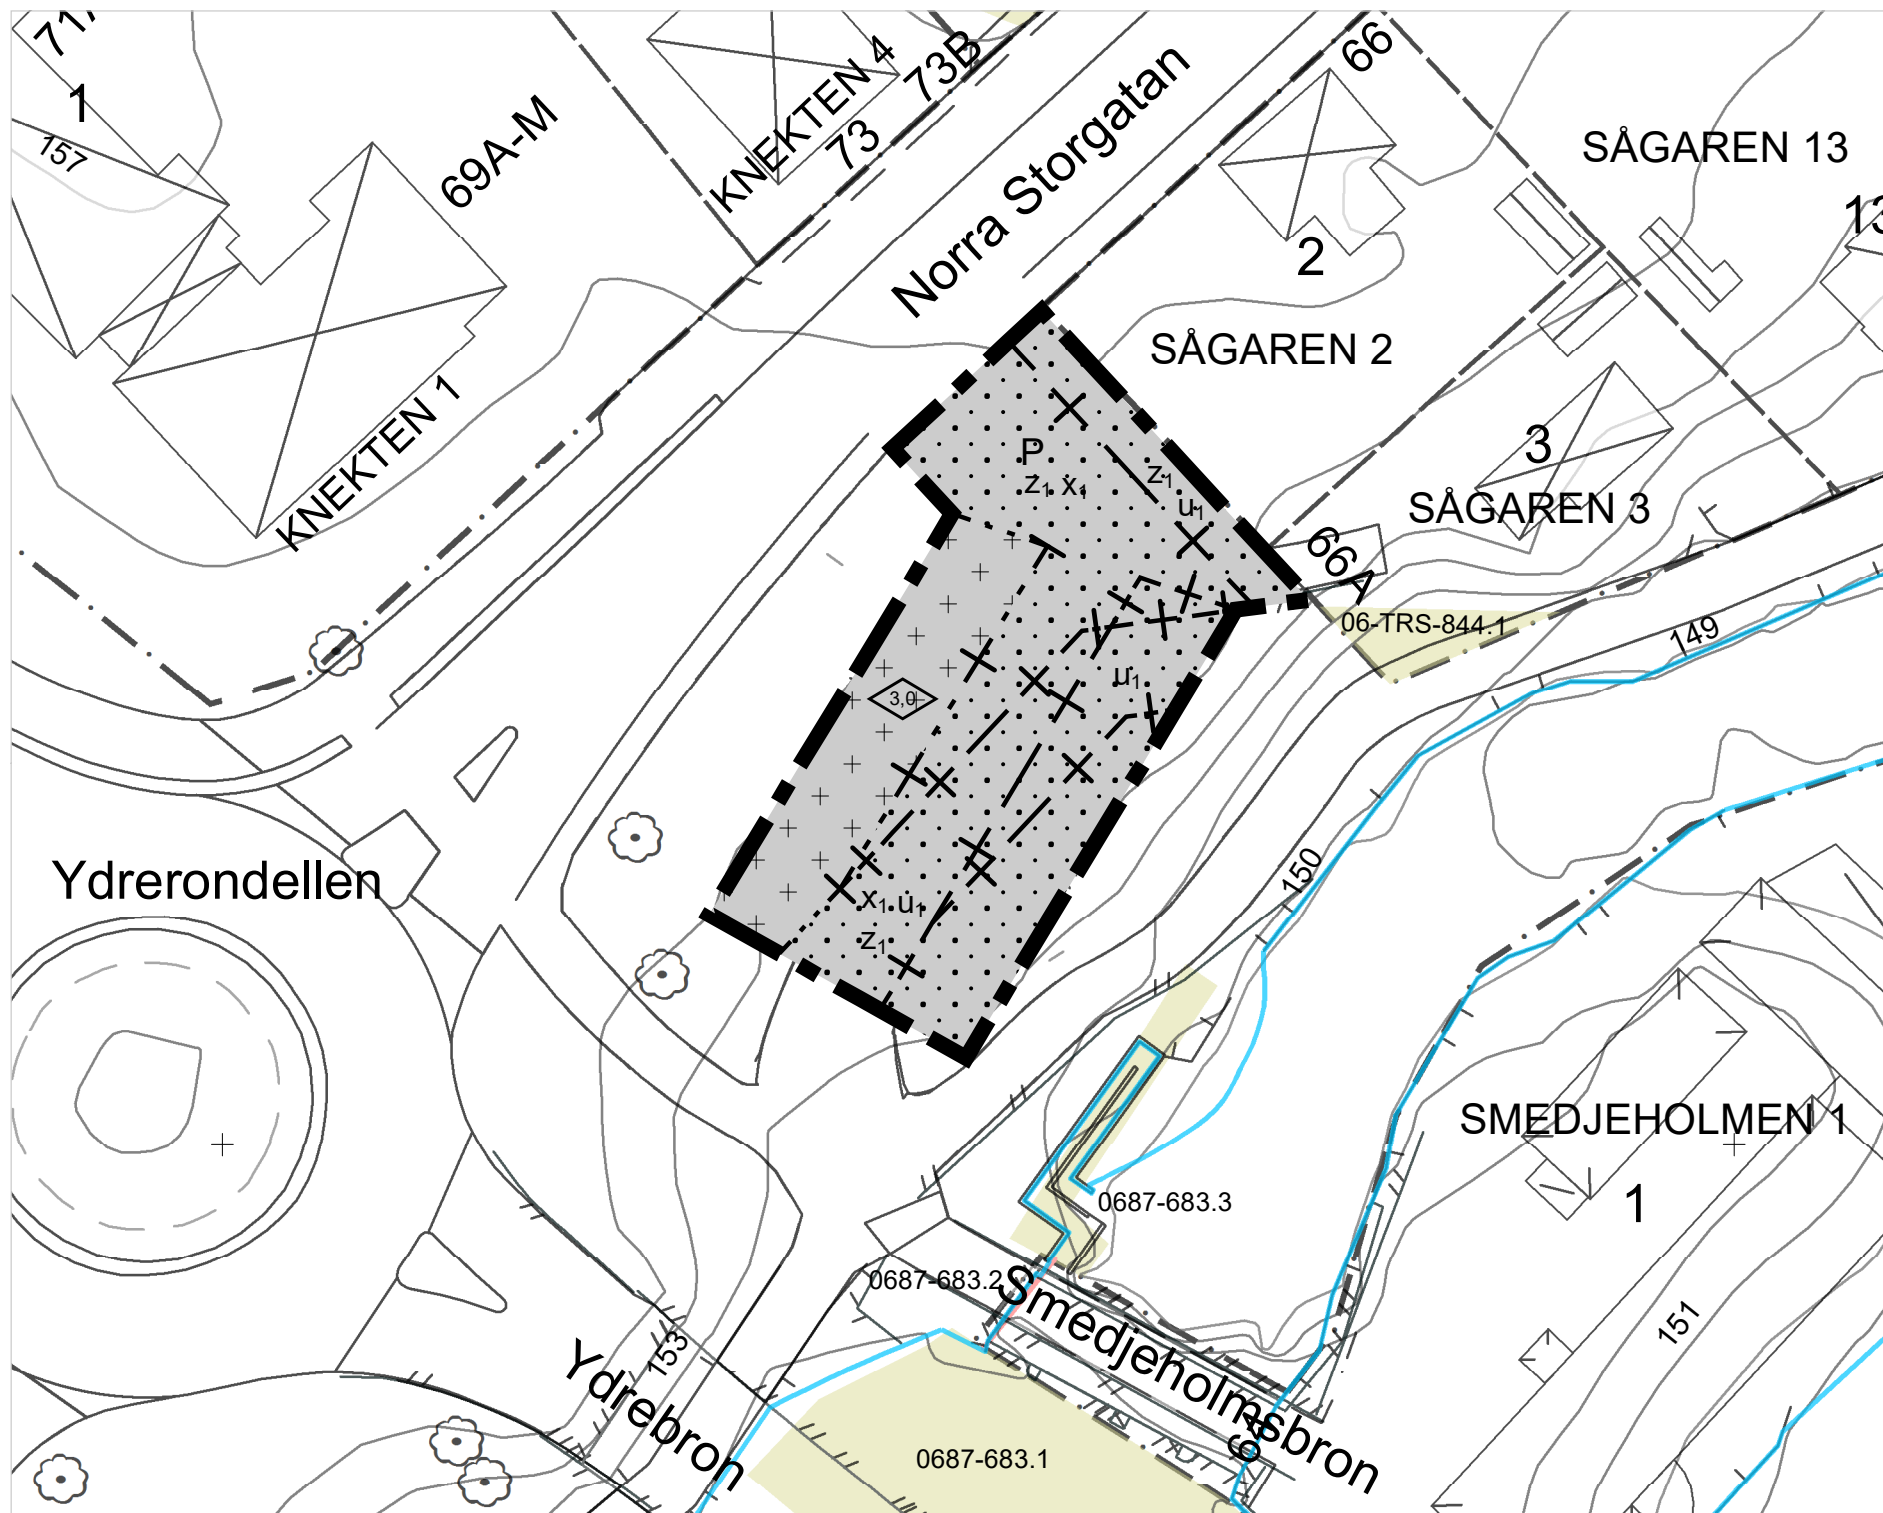 1
157
69A-M
KNEKTEN 4
73B
73
Norra Storgatan
66
SÅGAREN 13
13
2
SÅGAREN 2
KNEKTEN 1
P
z1 x1
z1
u1
3
SÅGAREN 3
66A
06-TRS-844.1
149
3,0
u1
Ydrerondellen
150
x1 u1
z1
SMEDJEHOLMEN 1
1
0687-683.3
0687-683.2
Smedjeholmsbron
151
153
Ydrebron
0687-683.1